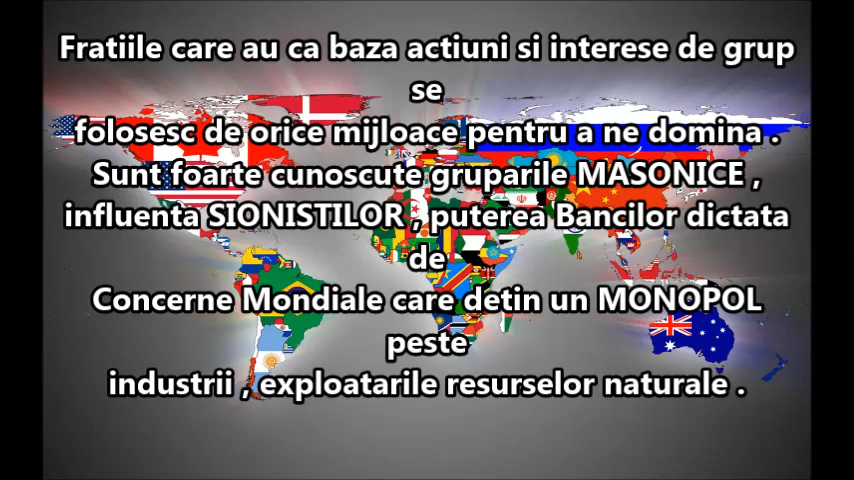 Fratiile care au ca baza actiuni si interese de grup
se
folosesc de orice mijloace pentru a ne domina .
Sunt foarte cunoscute gruparile MASONICE ,
influenta SIONISTILOR , puterea Bancilor dictata
de
Concerne Mondiale care detin un MONOPOL
peste
industrii , exploatarile resurselor naturale .